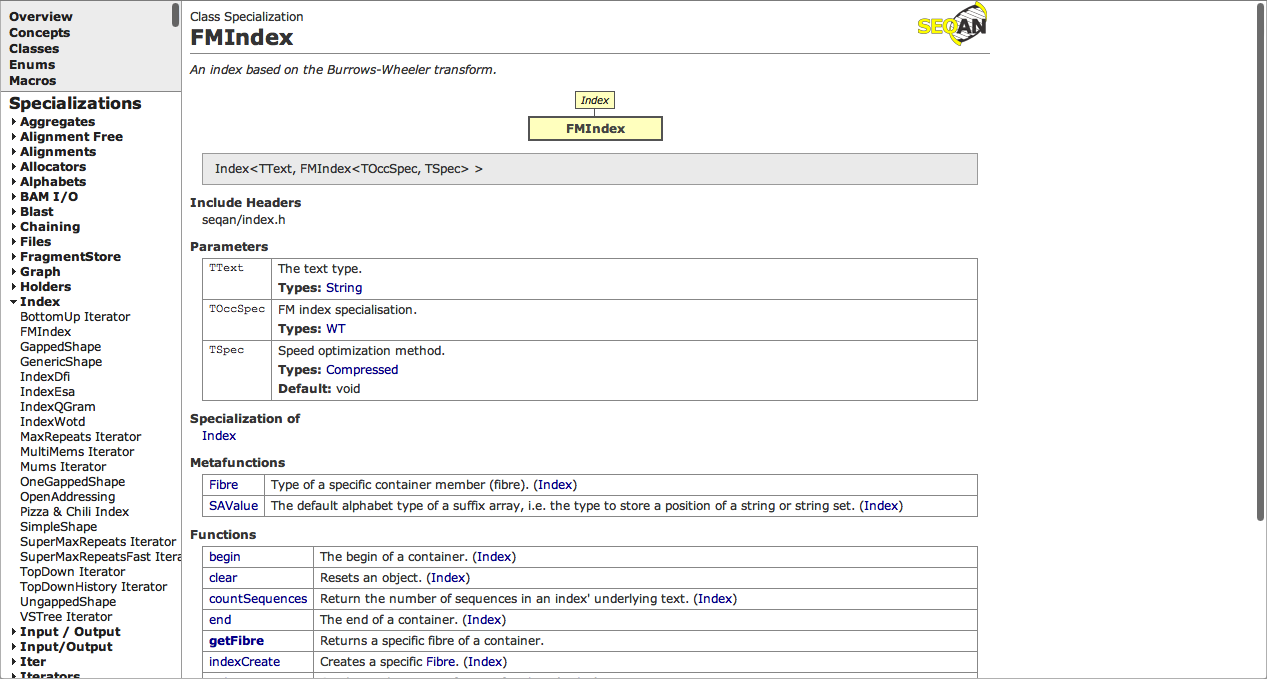 Overview
Concepts
Classes
Enums
Macros
Specializations
Aggregates
Alignment Free
Alignments
Allocators
Alphabets
BAM I/O
Blast
Chaining
Files
FragmentStore
Graph
Holders
Index
BottomUp Iterator
FMIndex
GappedShape
GenericShape
IndexDfi
IndexEsa
IndexQGram
IndexWotd
MaxRepeats Iterator
MultiMems Iterator
Mums Iterator
OneGappedShape
OpenAddressing
Pizza & Chili Index
SimpleShape
SuperMaxRepeats Iterator
SuperMaxRepeatsFast Itera
TopDown Iterator
TopDownHistory Iterator
UngappedShape
VSTree Iterator
Input / Output
Input/Output
Iter
Iterators
Class Specialization
FMIndex
SEQAN
An index based on the Burrows-Wheeler transform.
Index
FMIndex
Index<TText, FMIndex<TOccSpec, TSpec> >
Include Headers
seqan/index.h
Parameters
TText The text type.
Types: String
TOccSpec FM index specialisation.
Types: WT
TSpec Speed optimization method.
Types: Compressed
Default: void
Specialization of
Index
Metafunctions
Fibre Type of a specific container member (fibre). (Index)
SAValue The default alphabet type of a suffix array, i.e. the type to store a position of a string or string set. (Index)
Functions
begin The begin of a container. (Index)
clear Resets an object. (Index)
countSequences Return the number of sequences in an index' underlying text. (Index)
end The end of a container. (Index)
getFibre Returns a specific fibre of a container.
indexCreate Creates a specific Fibre. (Index)